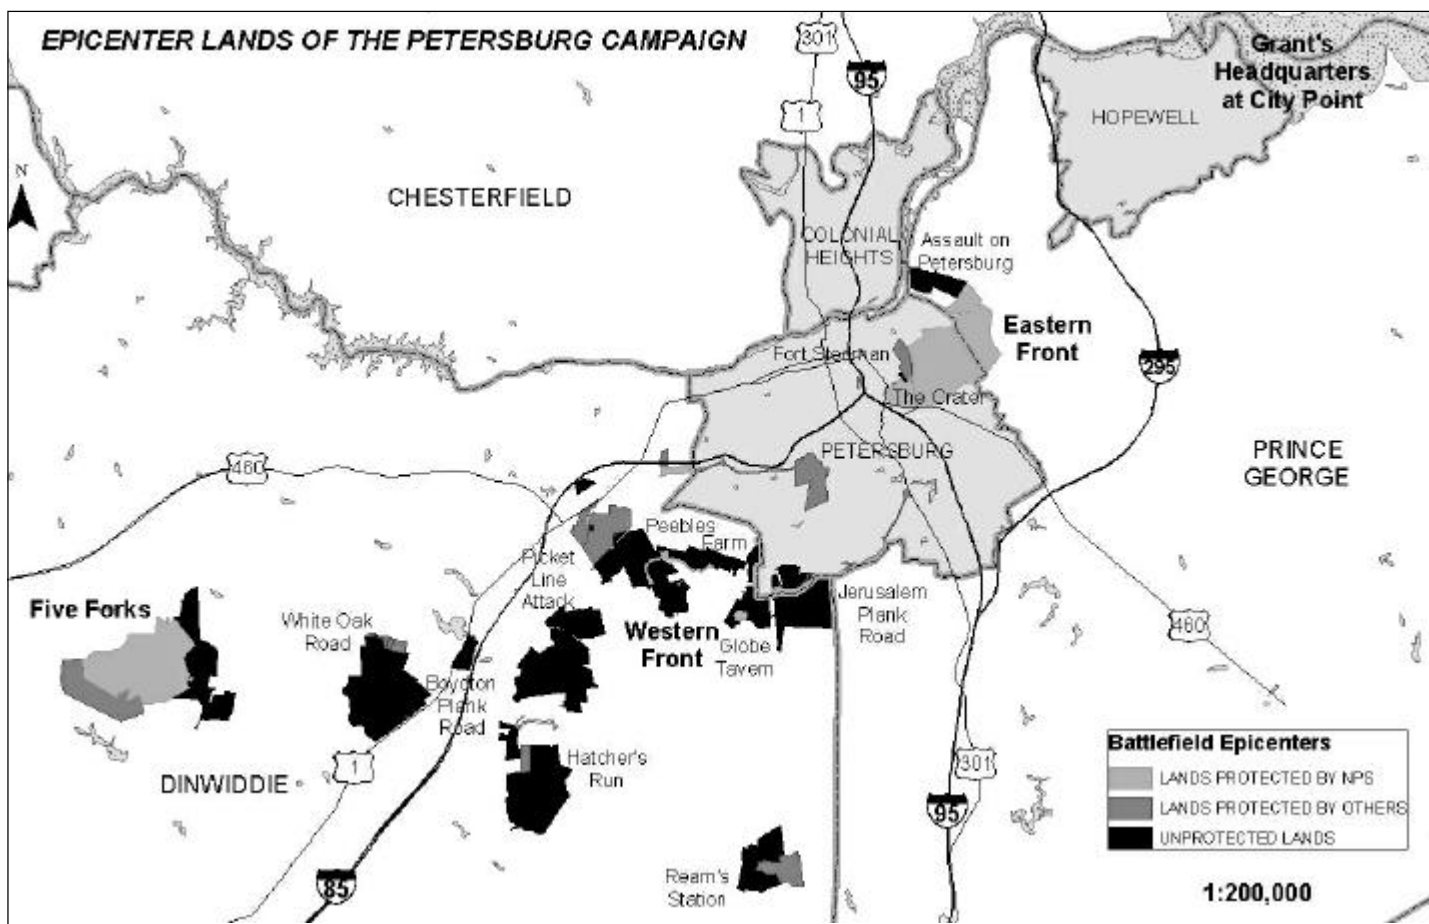 EPICENTER LANDS OF THE PETERSBURG CAMPAIGN
301
95
1
Grant's
Headquarters
at City Point
HOPEWELL
N
CHESTERFIELD
COLONIAL
HEIGHTS
Assault on
Petersburg
Eastern
Front
Fort Stedman
295
The Crater
PETERSBURG
PRINCE
GEORGE
460
Peebles
Farm
Picket
Line
Attack
Five Forks
White Oak
Road
Western
Front
Globe
Tavern
Jerusalem
Plank
Road
460
Boydton
Plank
Road
Hatcher's
Run
DINWIDDIE
1
301
95
85
Ream's
Station
Battlefield Epicenters
LANDS PROTECTED BY NPS
LANDS PROTECTED BY OTHERS
UNPROTECTED LANDS
1:200,000